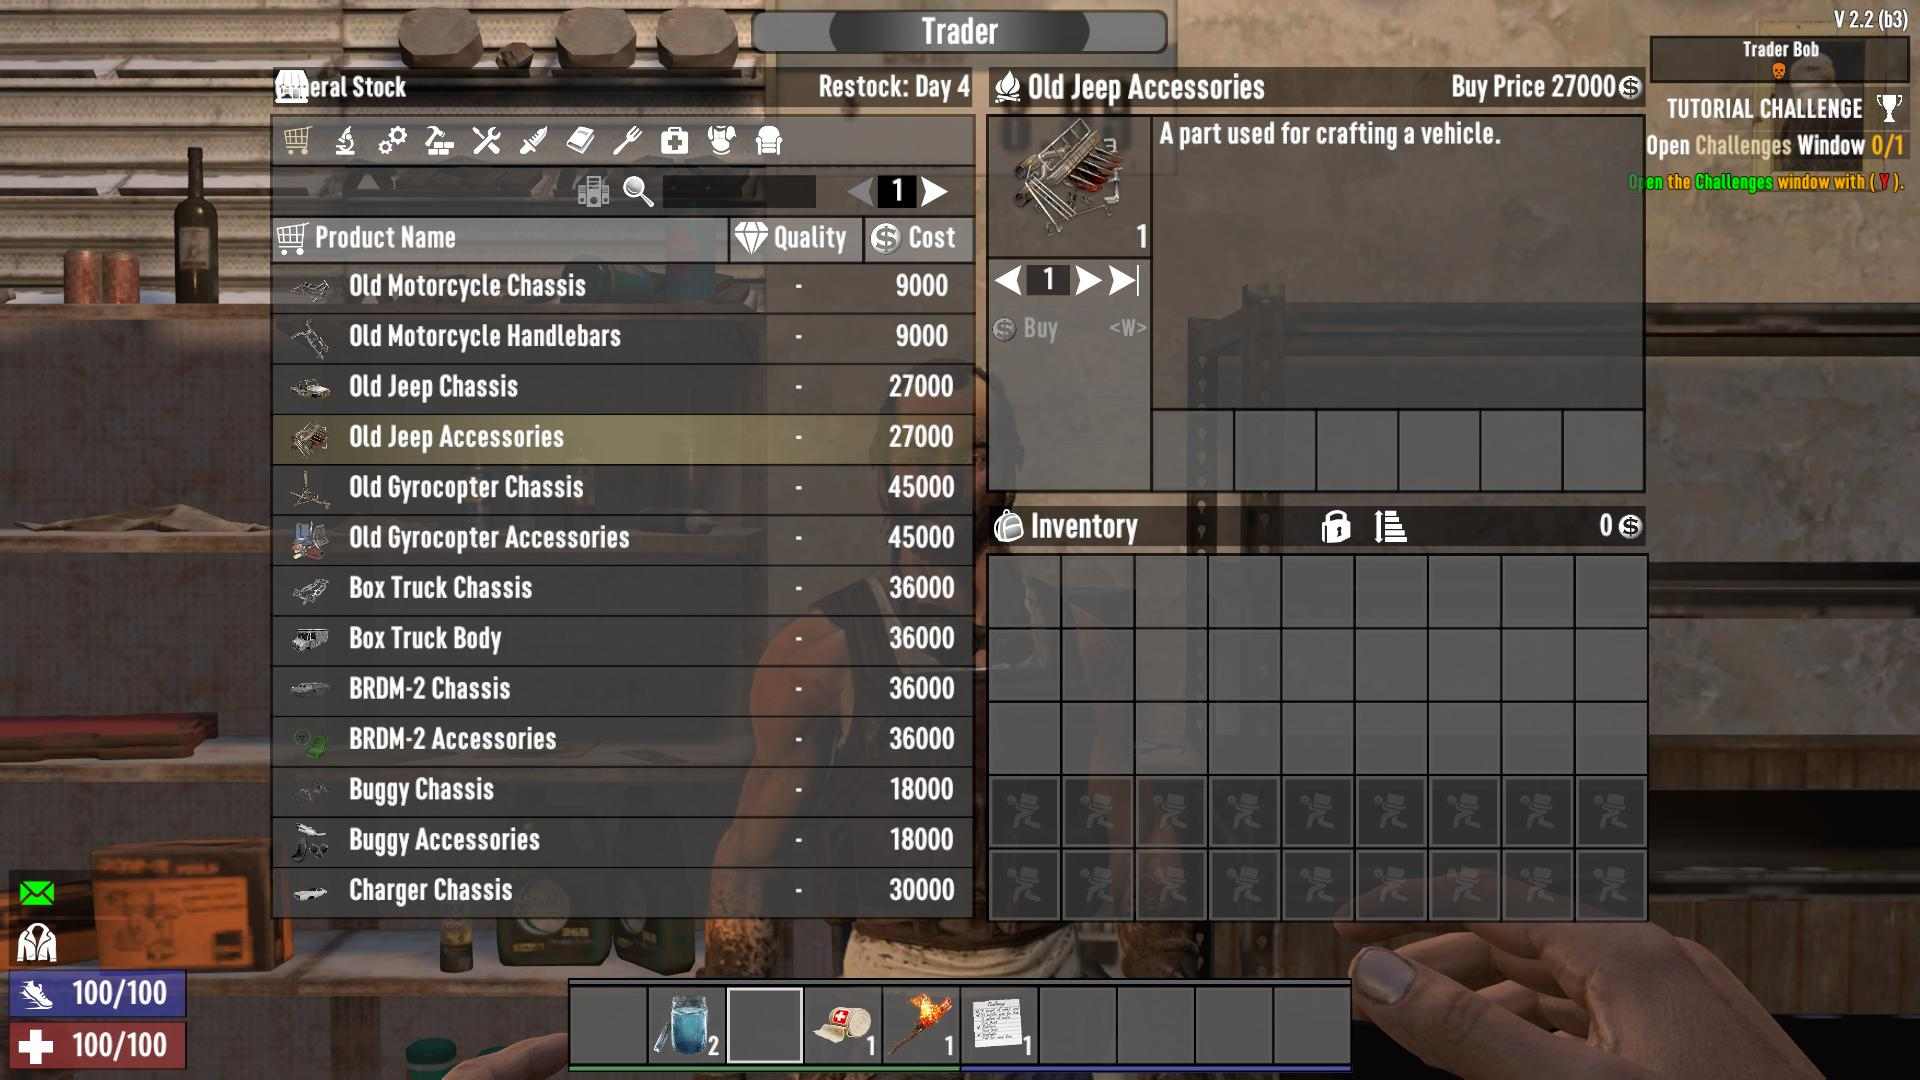 Trader
V 2.2 (b3)
Trader Bob
TUTORIAL CHALLENGE
Open Challenges Window 0/1
Open the Challenges window with ( Y ).
eral Stock
Restock: Day 4
1
Product Name
Quality
Cost
Old Motorcycle Chassis - 9000
Old Motorcycle Handlebars - 9000
Old Jeep Chassis - 27000
Old Jeep Accessories - 27000
Old Gyrocopter Chassis - 45000
Old Gyrocopter Accessories - 45000
Box Truck Chassis - 36000
Box Truck Body - 36000
BRDM-2 Chassis - 36000
BRDM-2 Accessories - 36000
Buggy Chassis - 18000
Buggy Accessories - 18000
Charger Chassis - 30000
Old Jeep Accessories
Buy Price 27000
A part used for crafting a vehicle.
1
1
Buy <W>
Inventory
0
100/100
100/100
2
1
1
1